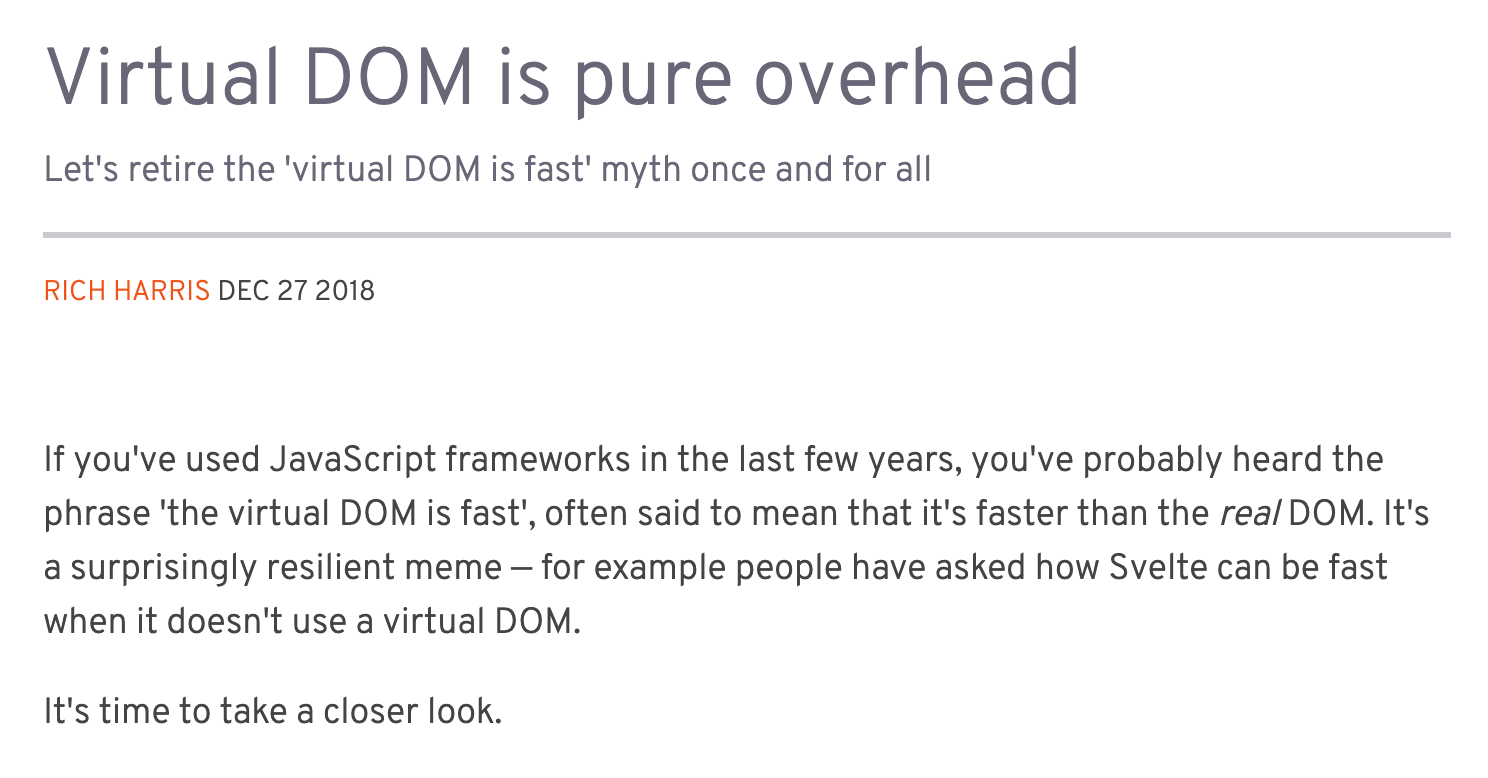 Virtual DOM is pure overhead
Let's retire the 'virtual DOM is fast' myth once and for all
RICH HARRIS DEC 27 2018
If you've used JavaScript frameworks in the last few years, you've probably heard the
phrase 'the virtual DOM is fast', often said to mean that it's faster than the real DOM. It's
a surprisingly resilient meme — for example people have asked how Svelte can be fast
when it doesn't use a virtual DOM.
It's time to take a closer look.